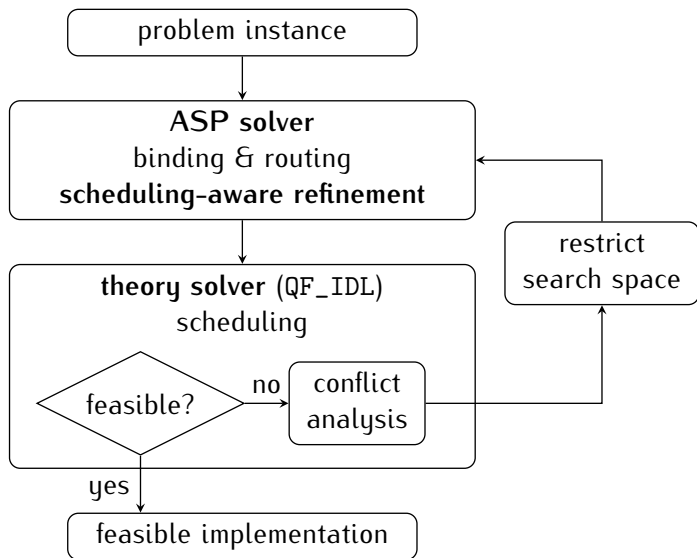 problem instance
ASP solver
binding & routing
scheduling-aware refinement
restrict
search space
theory solver (QF_IDL)
scheduling
feasible?
no
conflict
analysis
yes
feasible implementation